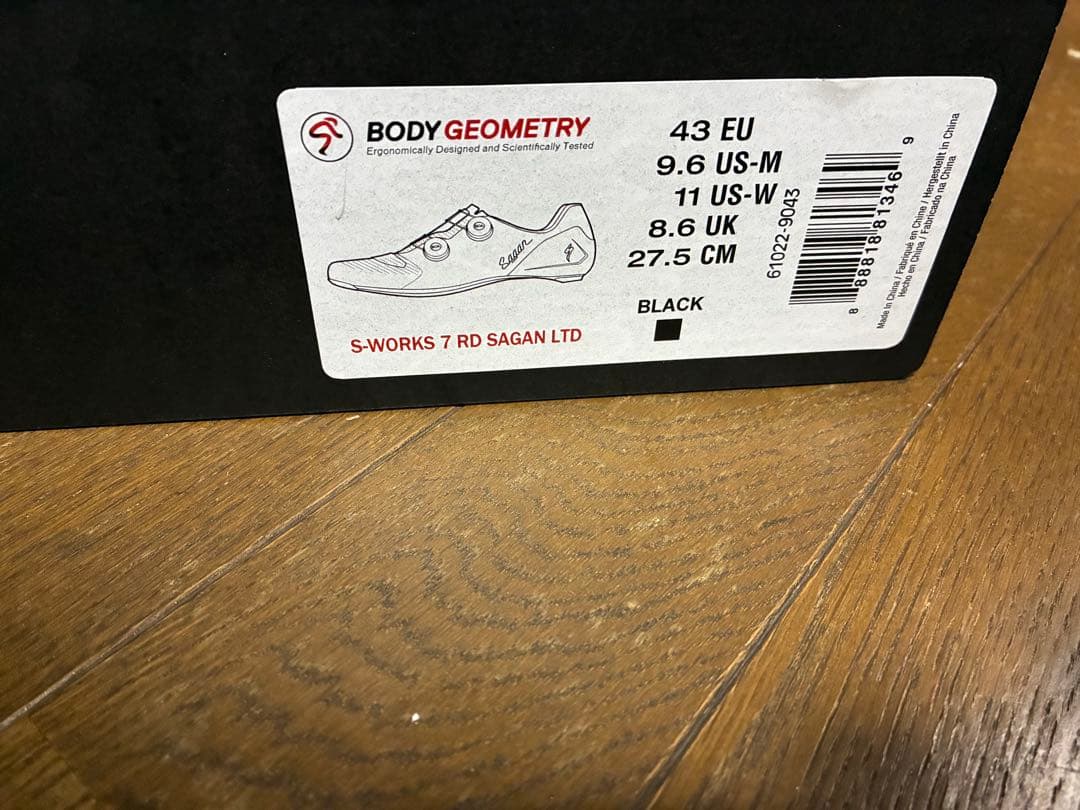 BODY GEOMETRY
Ergonomically Designed and Scientifically Tested
Sagan
S-WORKS 7 RD SAGAN LTD
43 EU
9.6 US-M
11 US-W
8.6 UK
27.5 CM
BLACK
61022-9043
8 88818 81346 9
Made in China / Fabriqué en Chine / Hergestellt in China
Hecho en China / Fabricado na China